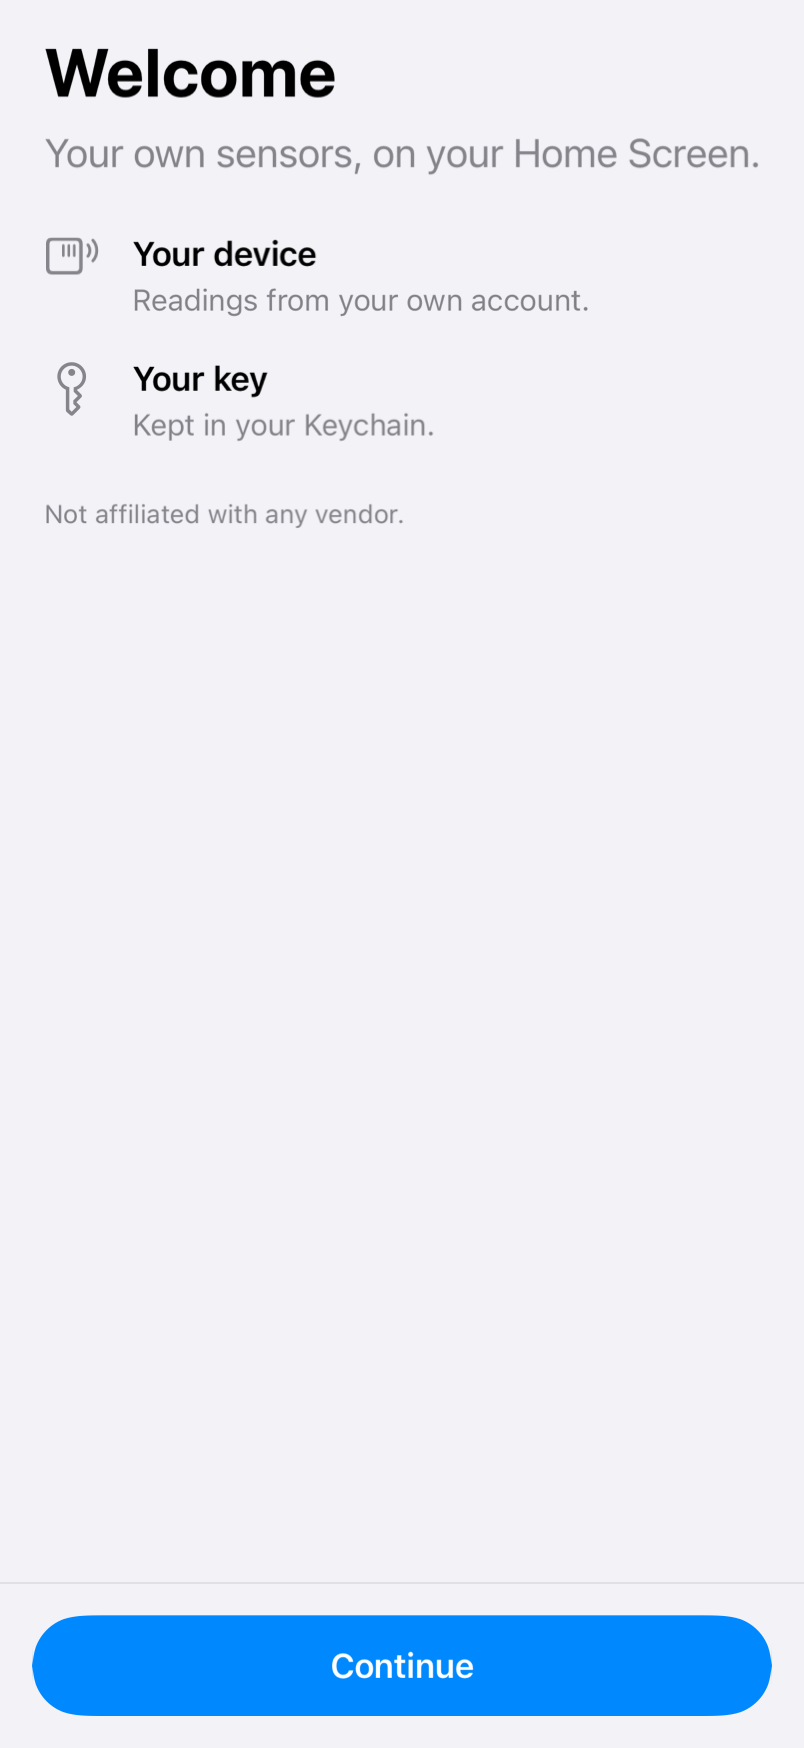 Welcome
Your own sensors, on your Home Screen.
Your device
Readings from your own account.
Your key
Kept in your Keychain.
Not affiliated with any vendor.
Continue